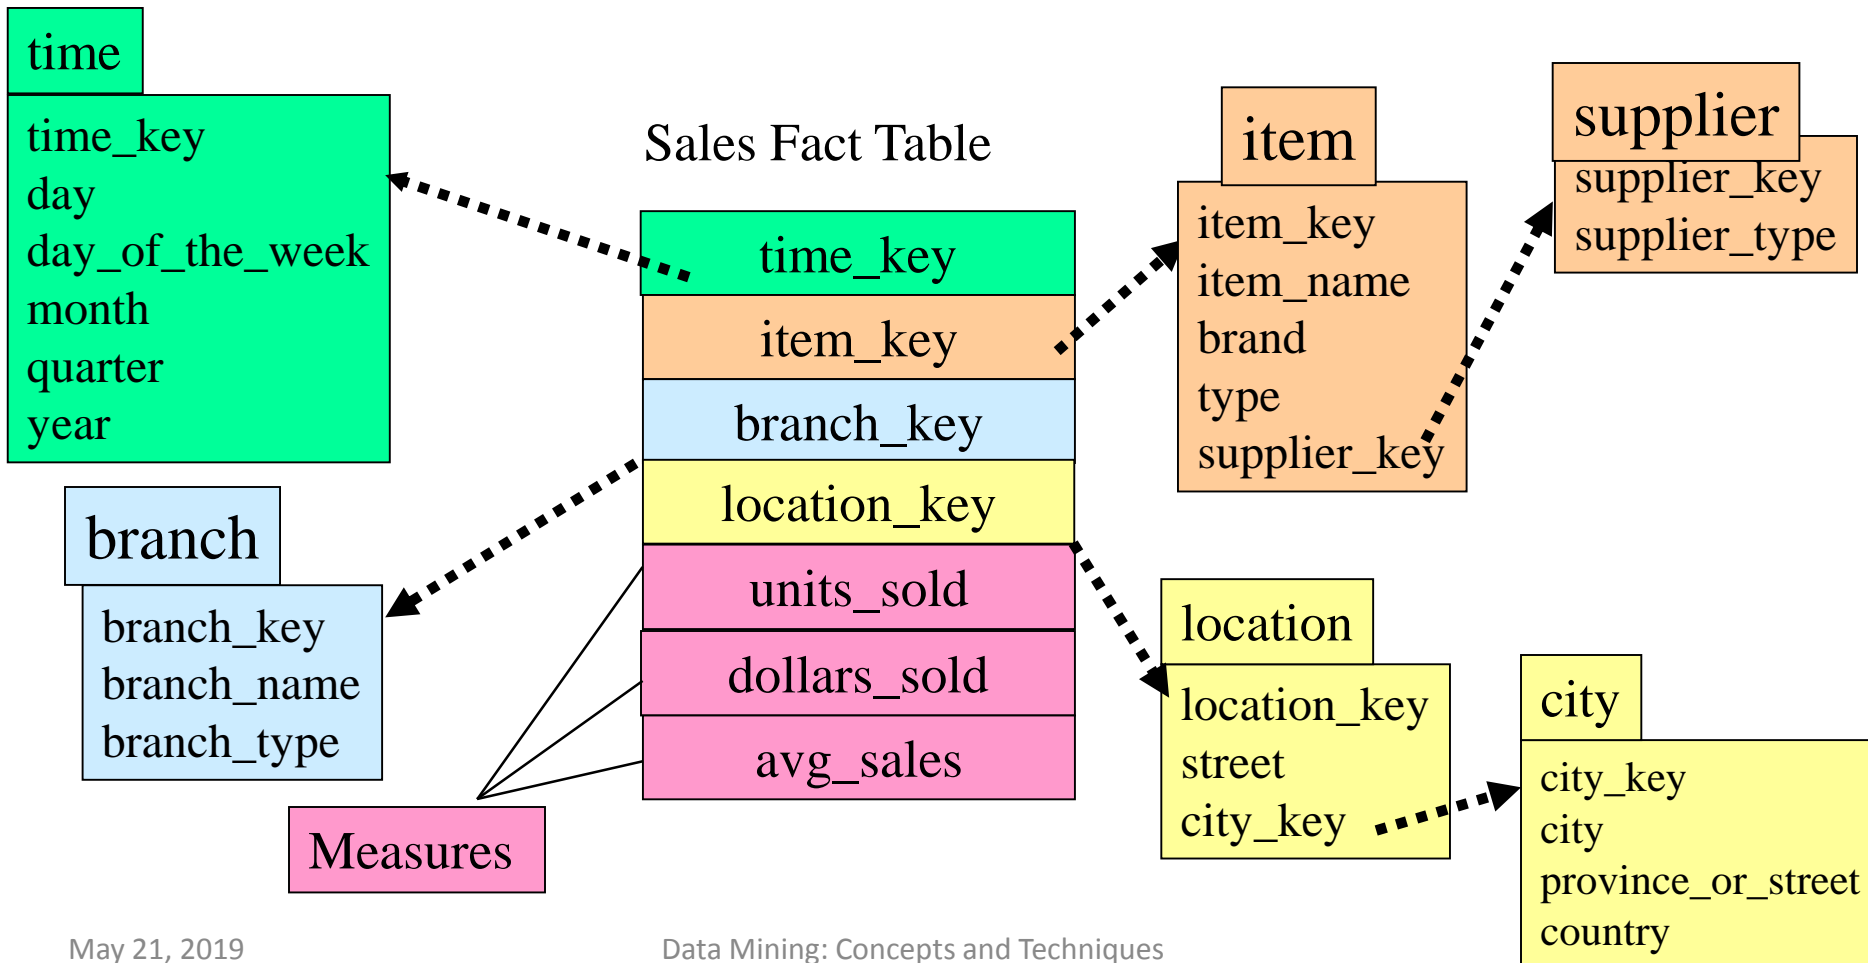 time
time_key
day
day_of_the_week
month
quarter
year
branch
branch_key
branch_name
branch_type
Sales Fact Table
time_key
item_key
branch_key
location_key
units_sold
dollars_sold
avg_sales
Measures
item
item_key
item_name
brand
type
supplier_key
supplier
supplier_key
supplier_type
location
location_key
street
city_key
city
city_key
city
province_or_street
country
May 21, 2019
Data Mining: Concepts and Techniques